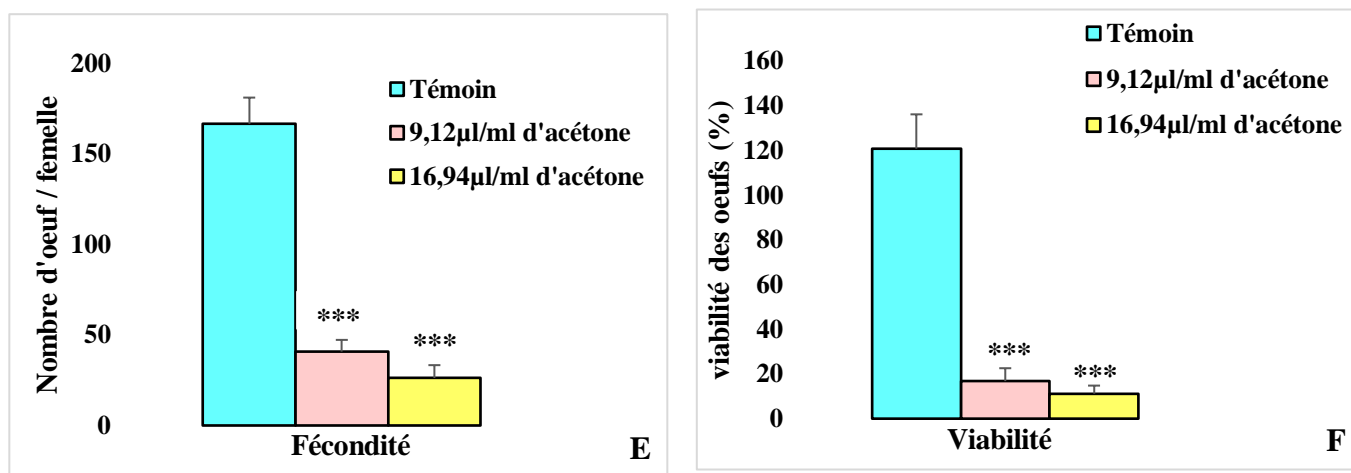 200
150
100
50
0
Nombre d'oeuf / femelle
Témoin
9,12µl/ml d'acétone
16,94µl/ml d'acétone
***
***
Fécondité
E
160
140
120
100
80
60
40
20
0
viabilité des oeufs (%)
Témoin
9,12µl/ml d'acétone
16,94µl/ml d'acétone
***
***
Viabilité
F